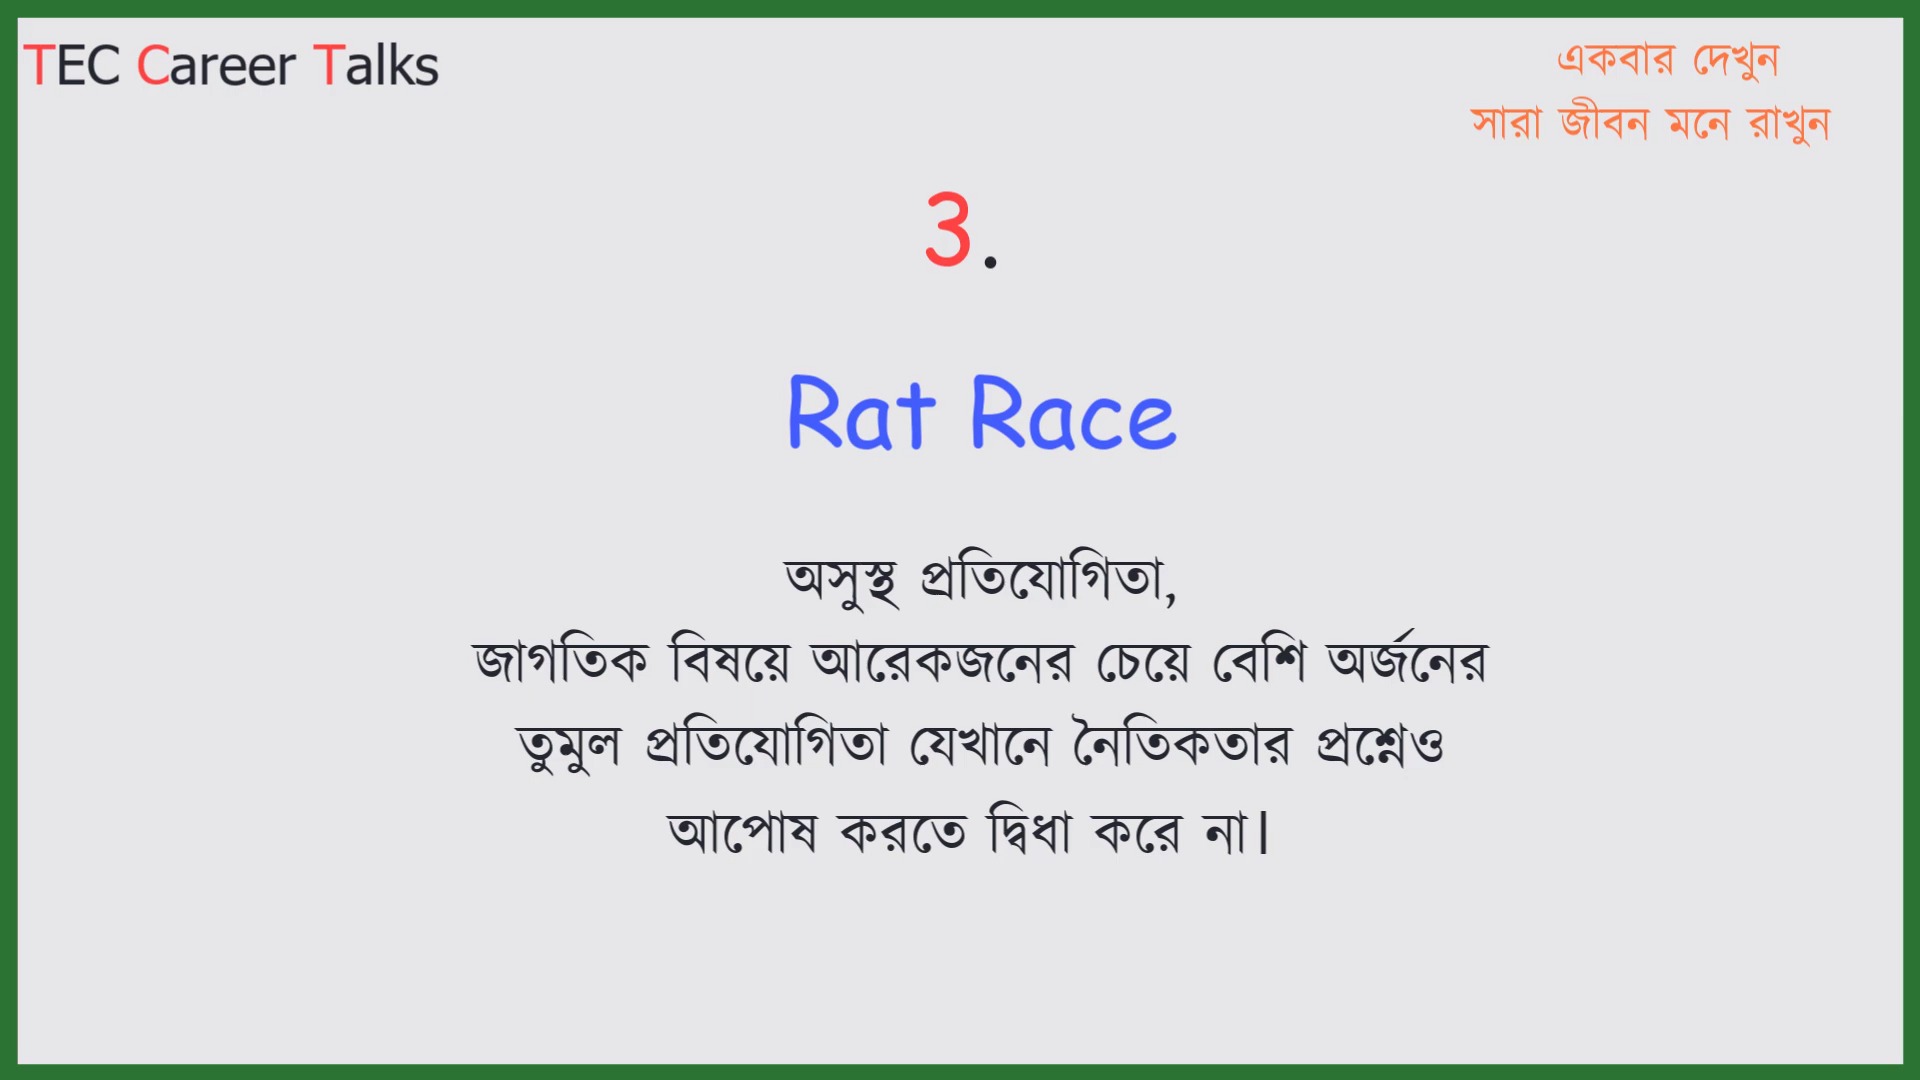 TEC Career Talks
একবার দেখুন
সারা জীবন মনে রাখুন
3.
Rat Race
অসুস্থ প্রতিযোগিতা,
জাগতিক বিষয়ে আরেকজনের চেয়ে বেশি অর্জনের
তুমুল প্রতিযোগিতা যেখানে নৈতিকতার প্রশ্নেও
আপোষ করতে দ্বিধা করে না।